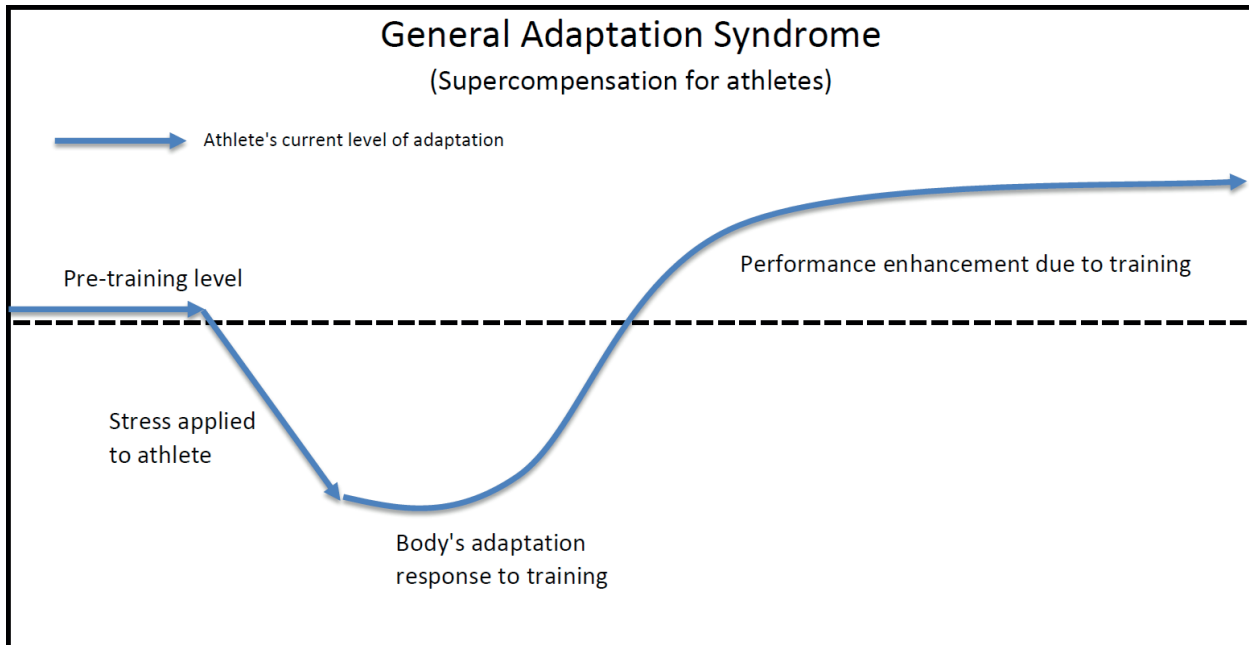 General Adaptation Syndrome
(Supercompensation for athletes)
Athlete's current level of adaptation
Pre-training level
Performance enhancement due to training
Stress applied
to athlete
Body's adaptation
response to training